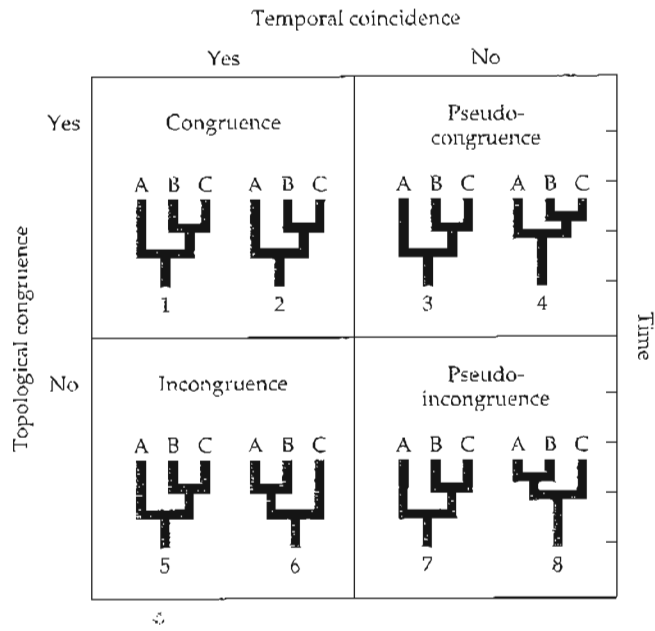 Temporal coincidence
Yes No
Yes
Congruence
Pseudo-
congruence
A B C A B C A B C A B C
1 2 3 4
Topological congruence
Time
No
Incongruence
Pseudo-
incongruence
A B C A B C A B C A B C
5 6 7 8